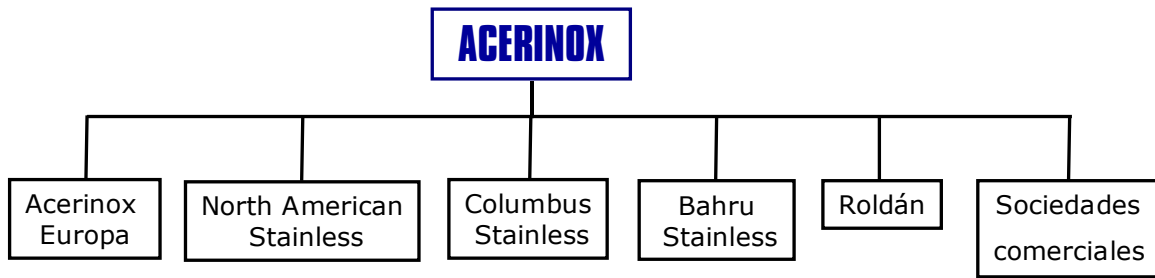 ACERINOX
Acerinox
Europa
North American
Stainless
Columbus
Stainless
Bahru
Stainless
Roldán
Sociedades
comerciales